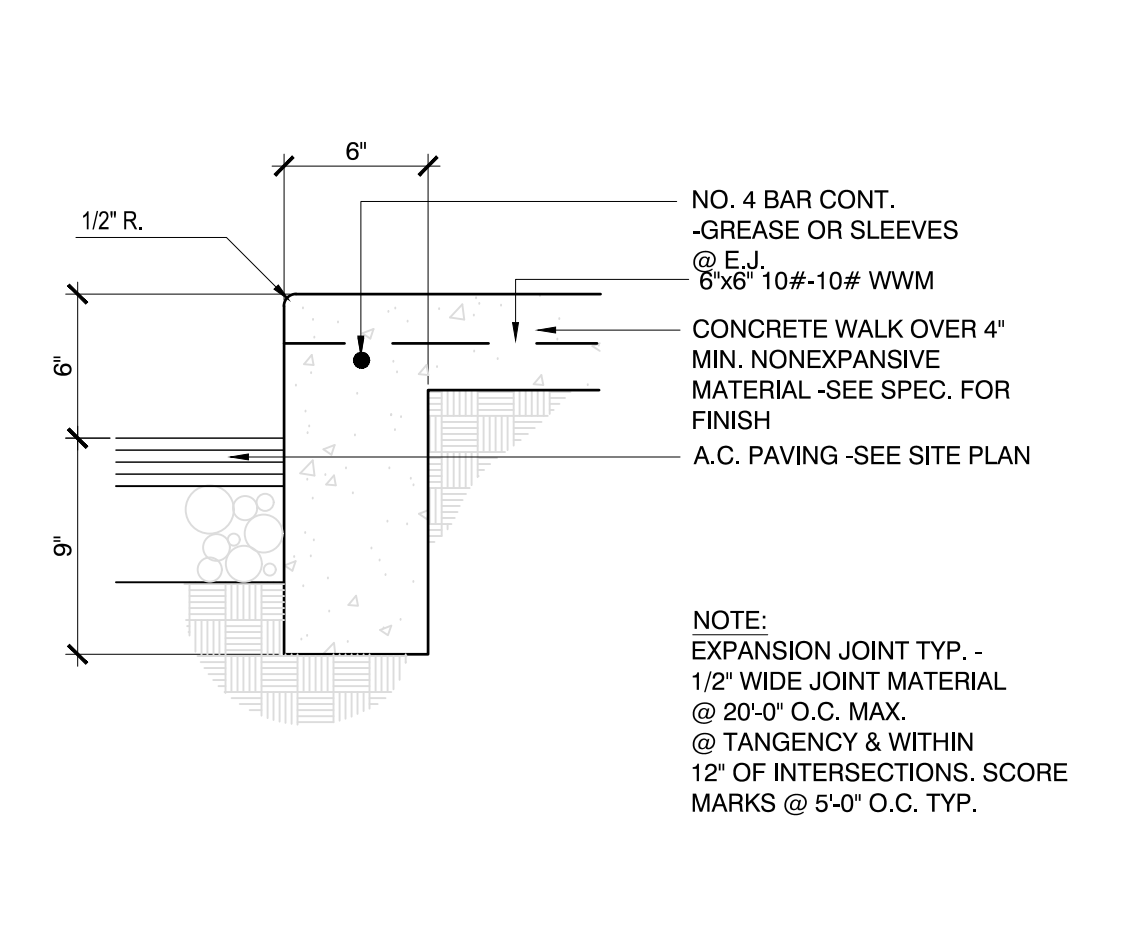 6"
1/2" R.
NO. 4 BAR CONT.
-GREASE OR SLEEVES
@ E.J.
6"x6" 10#-10# WWM
CONCRETE WALK OVER 4"
MIN. NONEXPANSIVE
MATERIAL -SEE SPEC. FOR
FINISH
A.C. PAVING -SEE SITE PLAN
6"
9"
NOTE:
EXPANSION JOINT TYP. -
1/2" WIDE JOINT MATERIAL
@ 20'-0" O.C. MAX.
@ TANGENCY & WITHIN
12" OF INTERSECTIONS. SCORE
MARKS @ 5'-0" O.C. TYP.